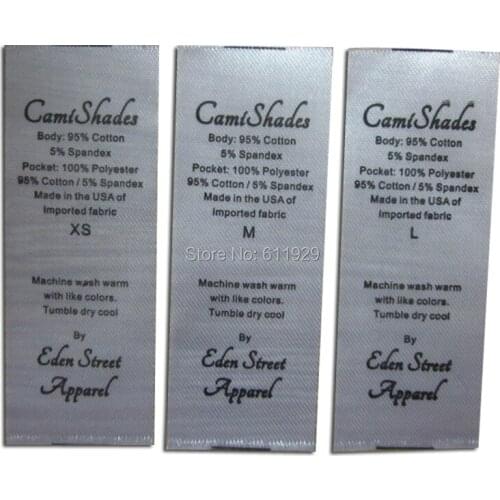 CamiShades
Body: 95% Cotton
5% Spandex
Pocket: 100% Polyester
95% Cotton / 5% Spandex
Made in the USA of
imported fabric
XS
Machine wash warm
with like colors.
Tumble dry cool
By
Eden Street
Apparel
CamiShades
Body: 95% Cotton
5% Spandex
Pocket: 100% Polyester
95% Cotton / 5% Spandex
Made in the USA of
imported fabric
M
Store No: 611929
Machine wash warm
with like colors.
Tumble dry cool
By
Eden Street
Apparel
CamiShades
Body: 95% Cotton
5% Spandex
Pocket: 100% Polyester
95% Cotton / 5% Spandex
Made in the USA of
imported fabric
L
Machine wash warm
with like colors.
Tumble dry cool
By
Eden Street
Apparel